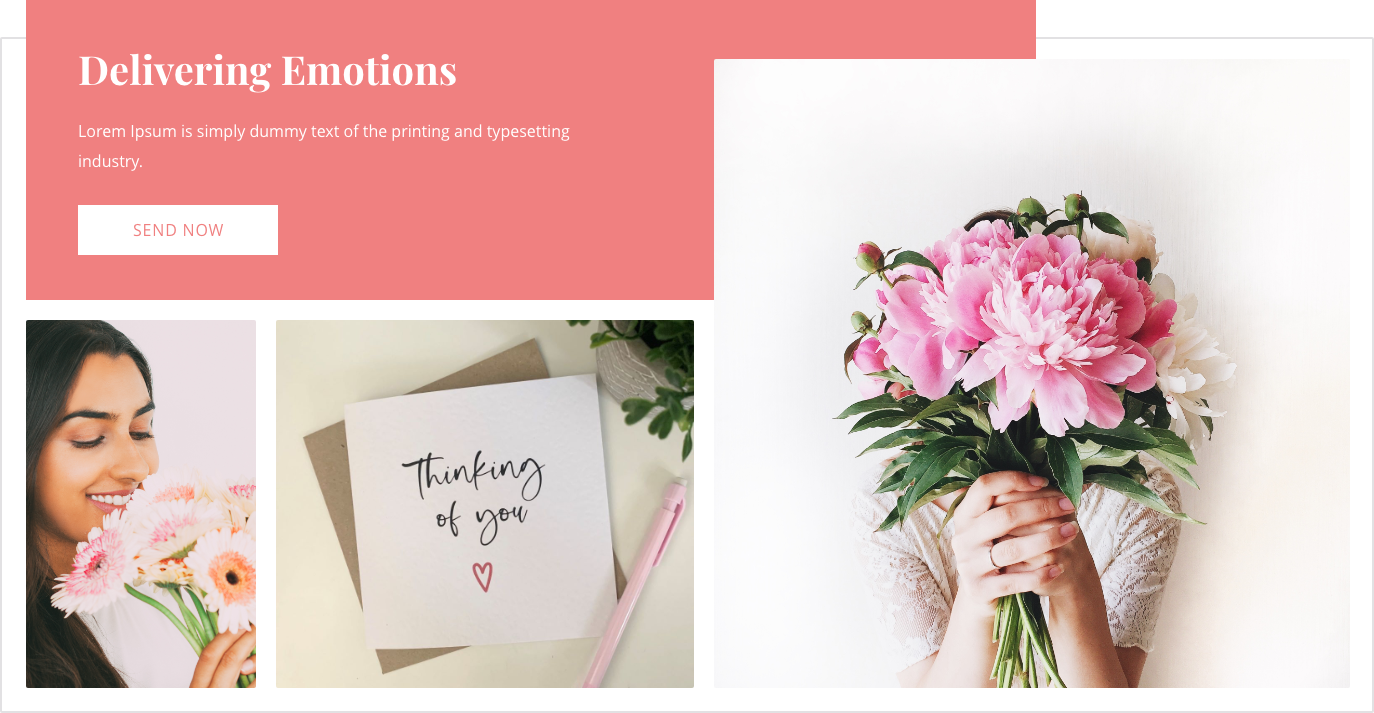 Delivering Emotions
Lorem Ipsum is simply dummy text of the printing and typesetting
industry.
SEND NOW
Thinking
of you